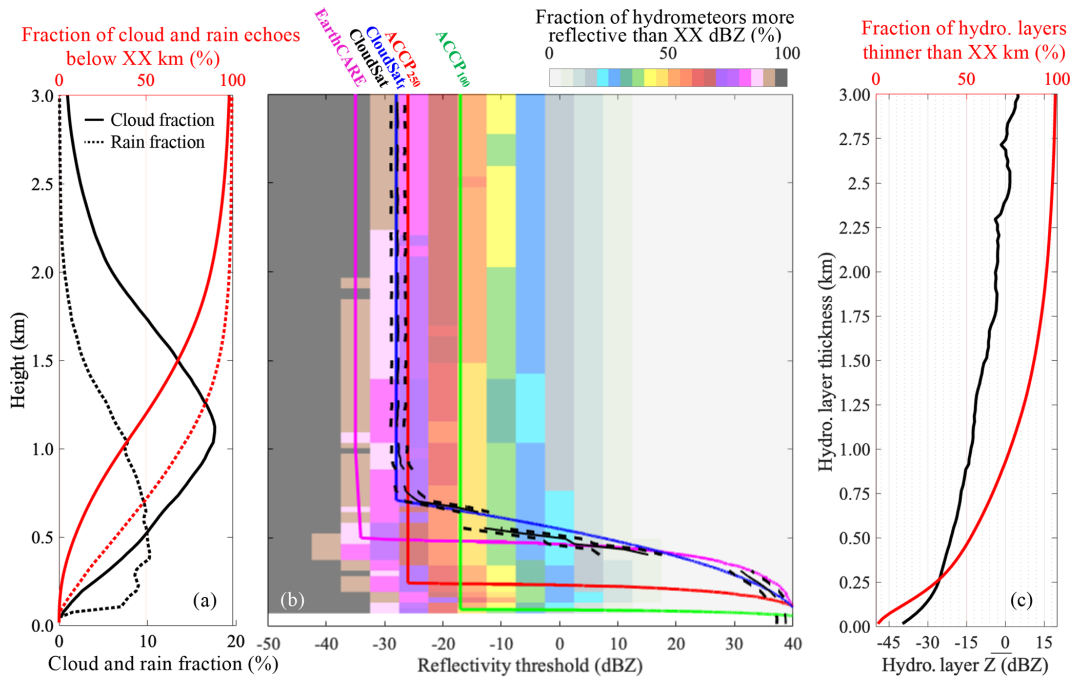 Fraction of cloud and rain echoes
below XX km (%)
0 50 100
EarthCARE
CloudSat
CloudSatf
ACCP250
ACCP100
Fraction of hydrometeors more
reflective than XX dBZ (%)
0 50 100
Fraction of hydro. layers
thinner than XX km (%)
0 50 100
3.0
2.5
2.0
1.5
1.0
0.5
0.0
Height (km)
Cloud fraction
Rain fraction
(a)
0 10 20
Cloud and rain fraction (%)
(b)
-50 -40 -30 -20 -10 0 10 20 30 40
Reflectivity threshold (dBZ)
3.00
2.75
2.50
2.25
2.00
1.75
1.50
1.25
1.00
0.75
0.50
0.25
0.00
Hydro. layer thickness (km)
(c)
-45 -30 -15 0 15
Hydro. layer Z (dBZ)